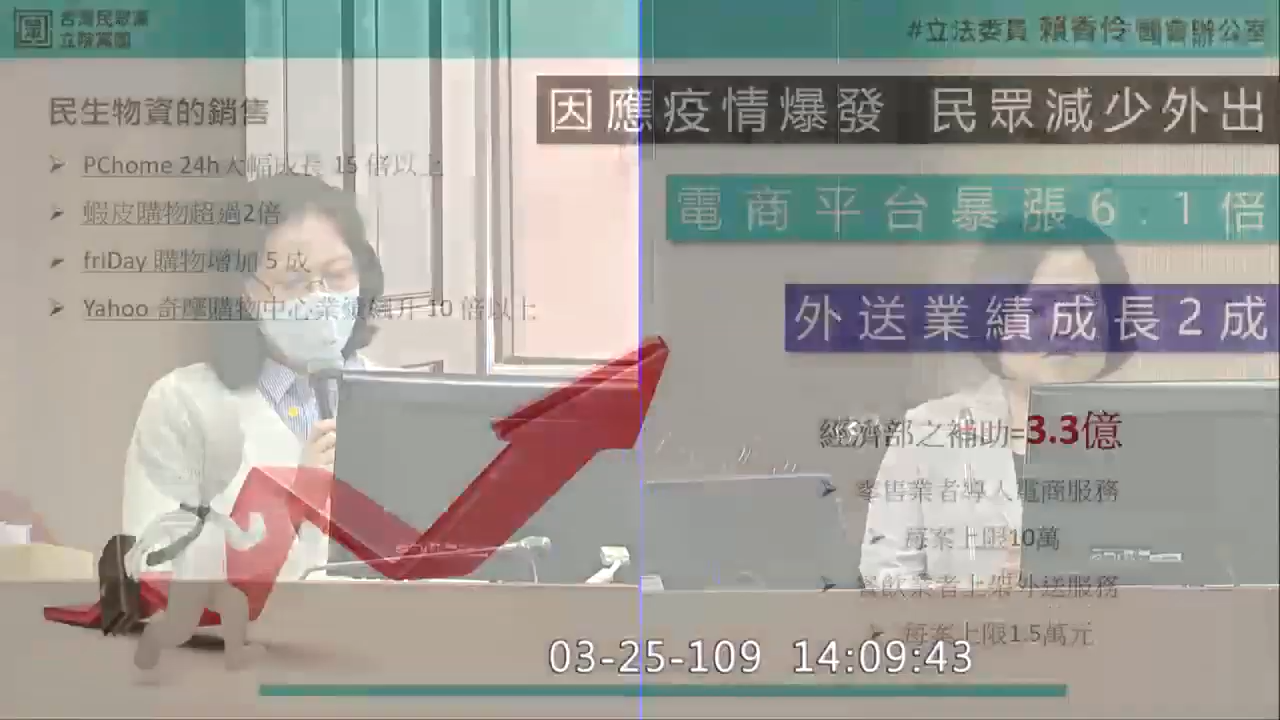 台灣民眾黨
立院黨團
#立法委員 賴香伶 國會辦公室
民生物資的銷售
PChome 24h大幅成長 15 倍以上
蝦皮購物超過2倍
friDay 購物增加 5 成
Yahoo 奇摩購物中心業績飆升 10 倍以上
因應疫情爆發 民眾減少外出
電商平台暴漲6.1倍
外送業績成長2成
經濟部之補助=3.3億
零售業者導入電商服務
每案上限10萬
餐飲業者上架外送服務
每案上限1.5萬元
03-25-109 14:09:43